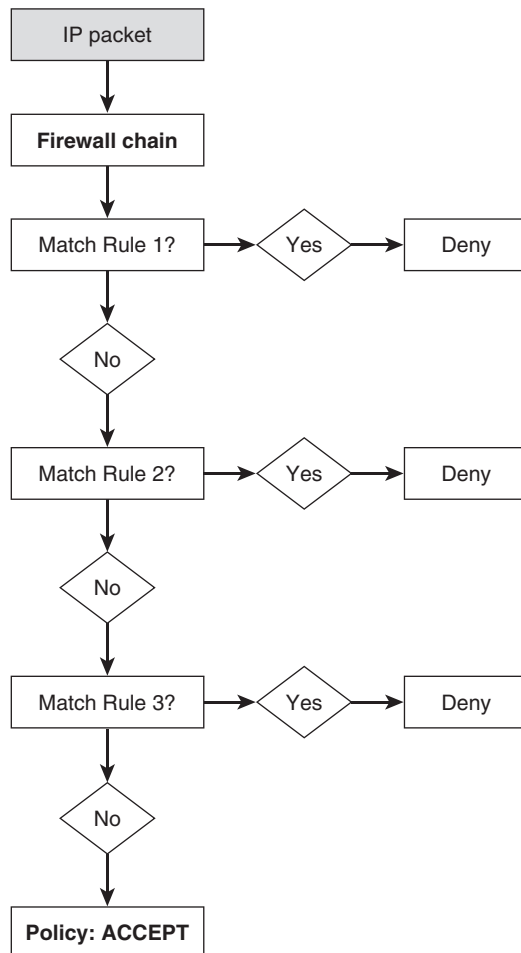 IP packet
Firewall chain
Match Rule 1?
Yes
Deny
No
Match Rule 2?
Yes
Deny
No
Match Rule 3?
Yes
Deny
No
Policy: ACCEPT